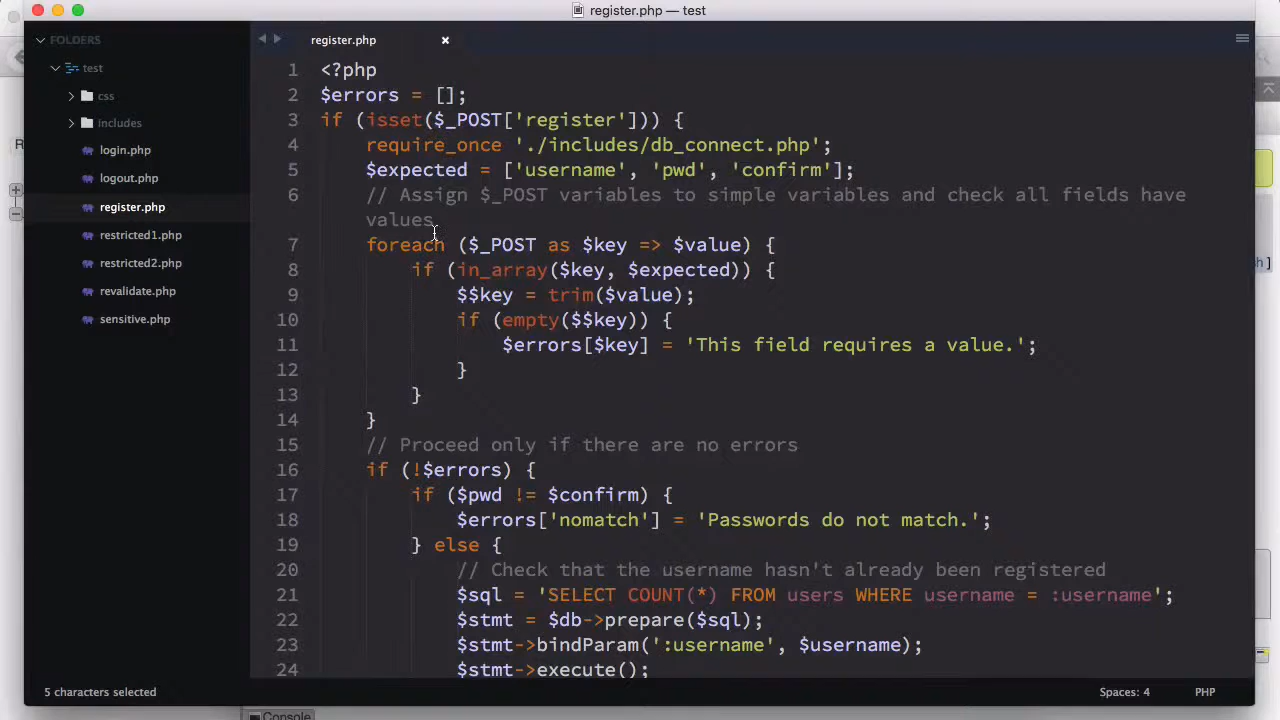 register.php — test
FOLDERS
test
css
includes
login.php
logout.php
register.php
restricted1.php
restricted2.php
revalidate.php
sensitive.php
register.php
1 <?php
2 $errors = [];
3 if (isset($_POST['register'])) {
4 require_once './includes/db_connect.php';
5 $expected = ['username', 'pwd', 'confirm'];
6 // Assign $_POST variables to simple variables and check all fields have
values
7 foreach ($_POST as $key => $value) {
8 if (in_array($key, $expected)) {
9 $$key = trim($value);
10 if (empty($$key)) {
11 $errors[$key] = 'This field requires a value.';
12 }
13 }
14 }
15 // Proceed only if there are no errors
16 if (!$errors) {
17 if ($pwd != $confirm) {
18 $errors['nomatch'] = 'Passwords do not match.';
19 } else {
20 // Check that the username hasn't already been registered
21 $sql = 'SELECT COUNT(*) FROM users WHERE username = :username';
22 $stmt = $db->prepare($sql);
23 $stmt->bindParam(':username', $username);
24 $stmt->execute();
5 characters selected
Spaces: 4
PHP
Console